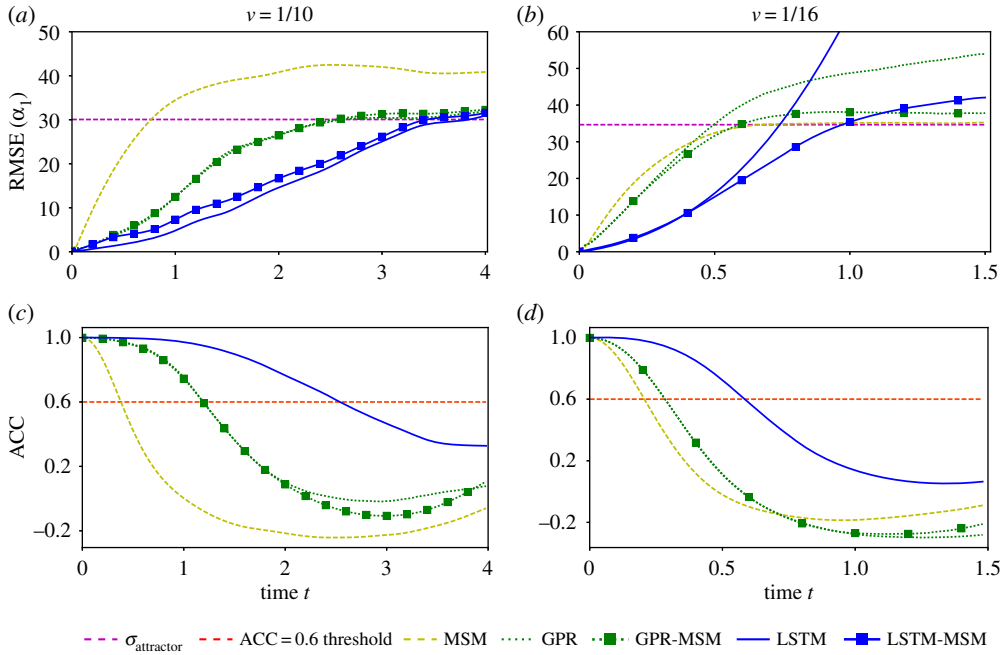 (a) ν = 1/10 (b) ν = 1/16
50 60
40 50
30 40
20 30
10 20
0 10
0
RMSE (α1)
0 1 2 3 4 0 0.5 1.0 1.5
(c) (d)
1.0 1.0
0.6 0.6
0.2 0.2
−0.2 −0.2
ACC
0 1 2 3 4 0 0.5 1.0 1.5
time t time t
σattractor ACC = 0.6 threshold MSM GPR GPR-MSM LSTM LSTM-MSM